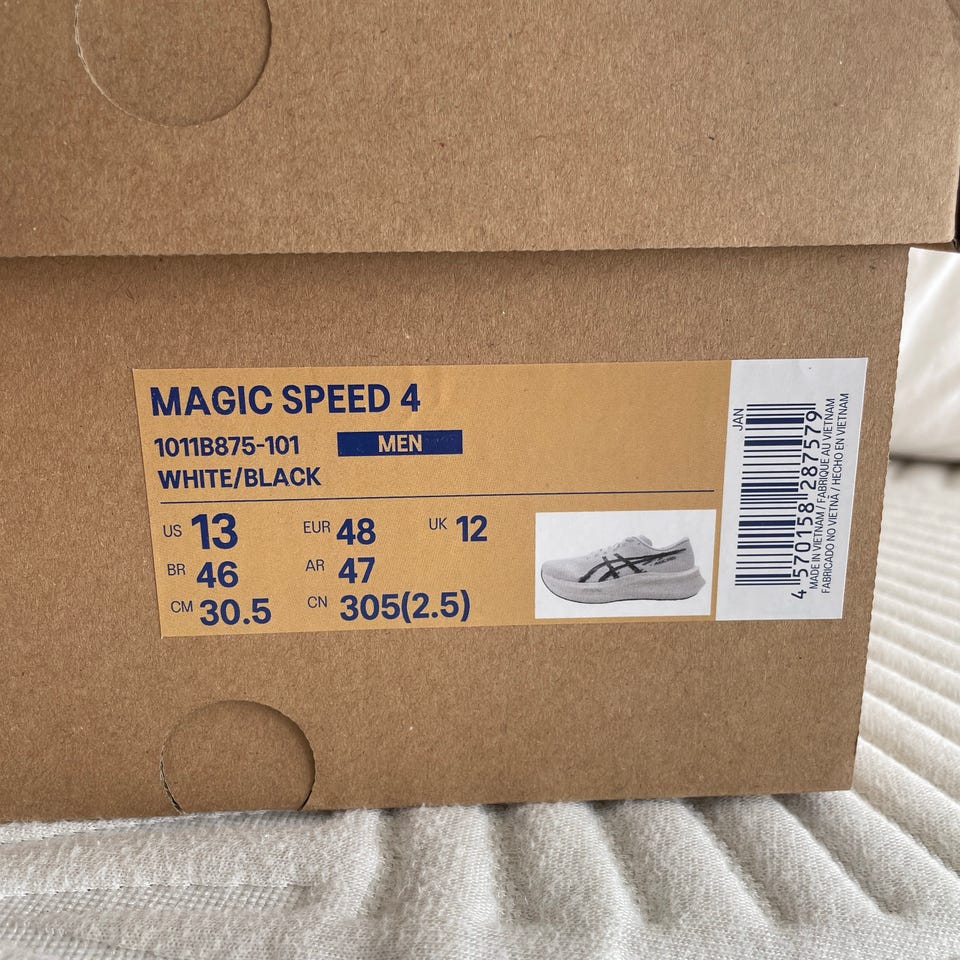 MAGIC SPEED 4
1011B875-101 MEN
WHITE/BLACK
US 13 EUR 48 UK 12
BR 46 AR 47
CM 30.5 CN 305(2.5)
JAN
4 570158 287579
MADE IN VIETNAM / FABRIQUE AU VIETNAM
FABRICADO NO VIETNÃ / HECHO EN VIETNAM